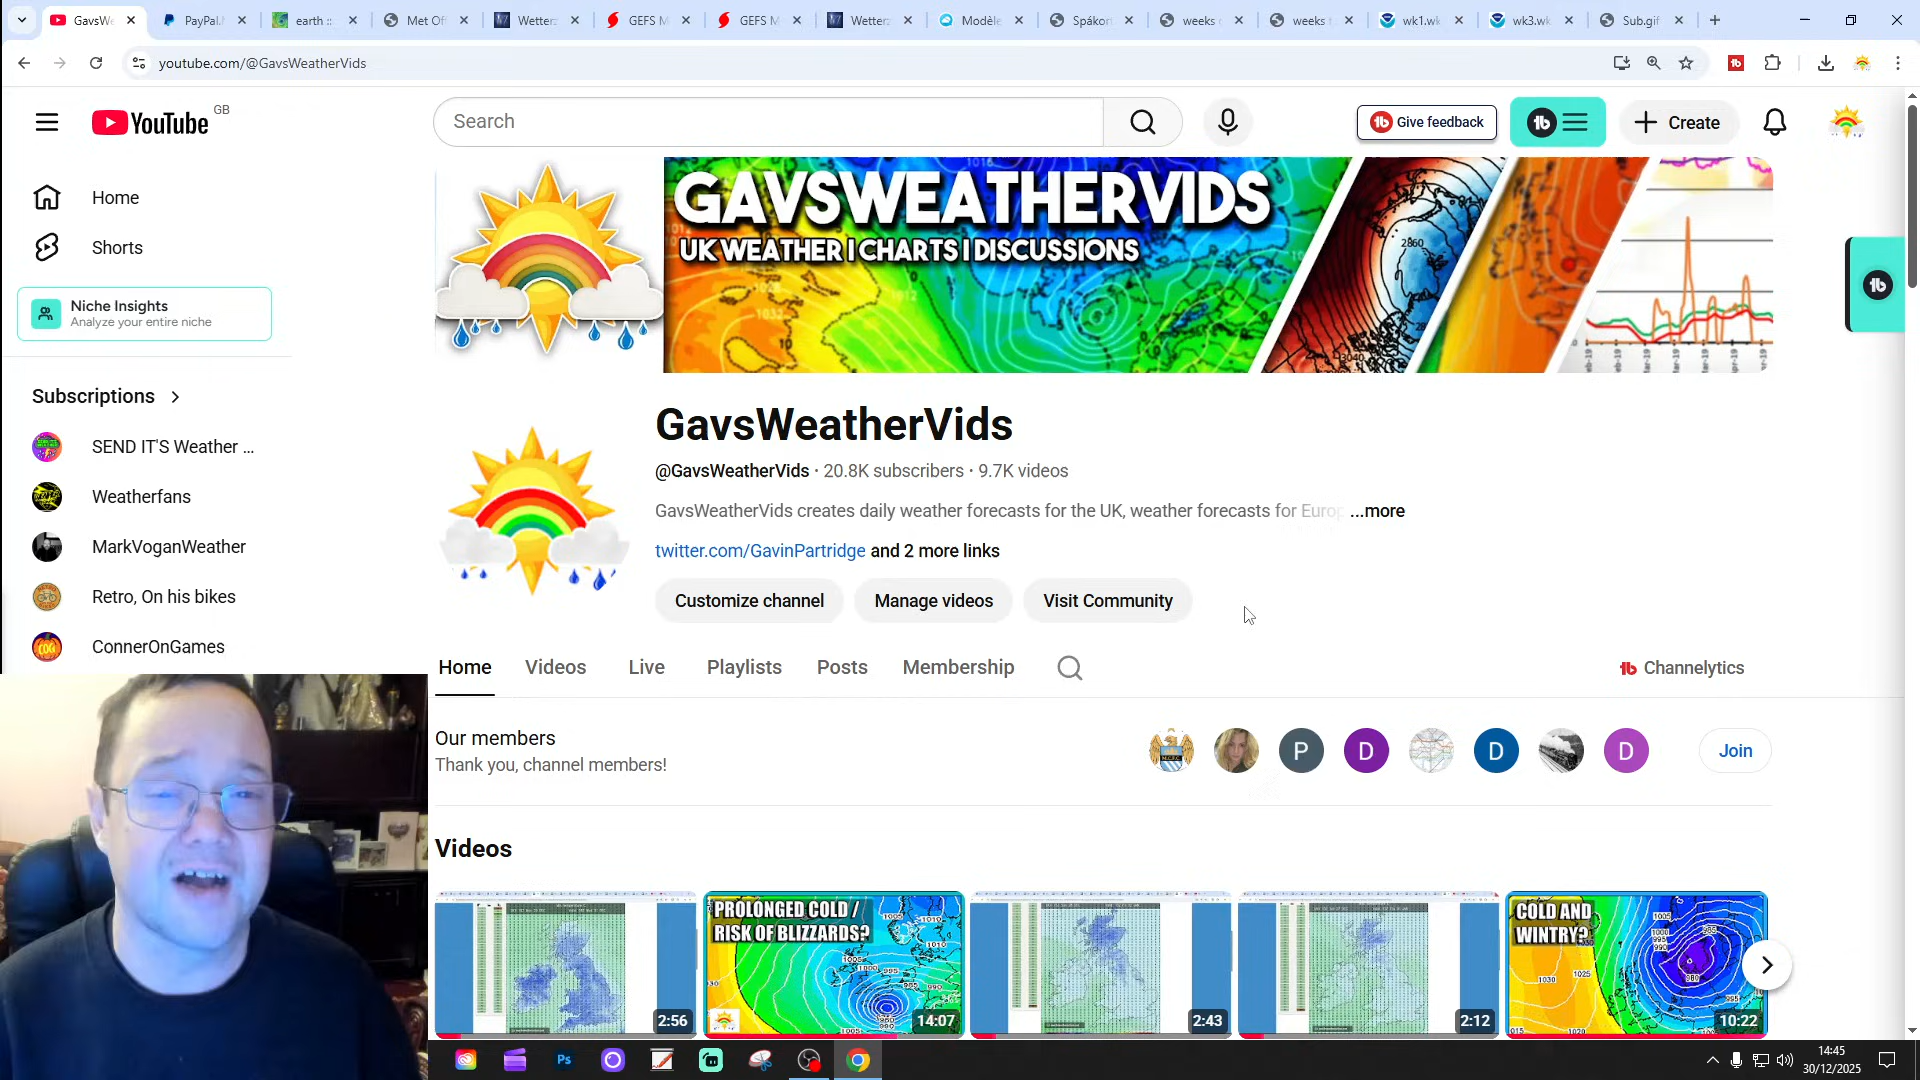 GavsWe
PayPal.
earth ::
Met Of
Wetterz
GEFS M
GEFS M
Wetterz
Modèle
Spákor
weeks
weeks
wk1.wk
wk3.wk
Sub.gif
youtube.com/@GavsWeatherVids
YouTube GB
Search
Give feedback
Create
Home
Shorts
Niche Insights
Analyze your entire niche
Subscriptions
SEND IT'S Weather ...
Weatherfans
MarkVoganWeather
Retro, On his bikes
ConnerOnGames
GAVSWEATHERVIDS
UK WEATHER | CHARTS | DISCUSSIONS
GavsWeatherVids
@GavsWeatherVids · 20.8K subscribers · 9.7K videos
GavsWeatherVids creates daily weather forecasts for the UK, weather forecasts for Europ ...more
twitter.com/GavinPartridge and 2 more links
Customize channel
Manage videos
Visit Community
Home
Videos
Live
Playlists
Posts
Membership
Channelytics
Our members
Thank you, channel members!
P
D
D
D
Join
Videos
2:56
PROLONGED COLD /
RISK OF BLIZZARDS?
14:07
2:43
2:12
COLD AND
WINTRY?
10:22
Ps
14:45
30/12/2025